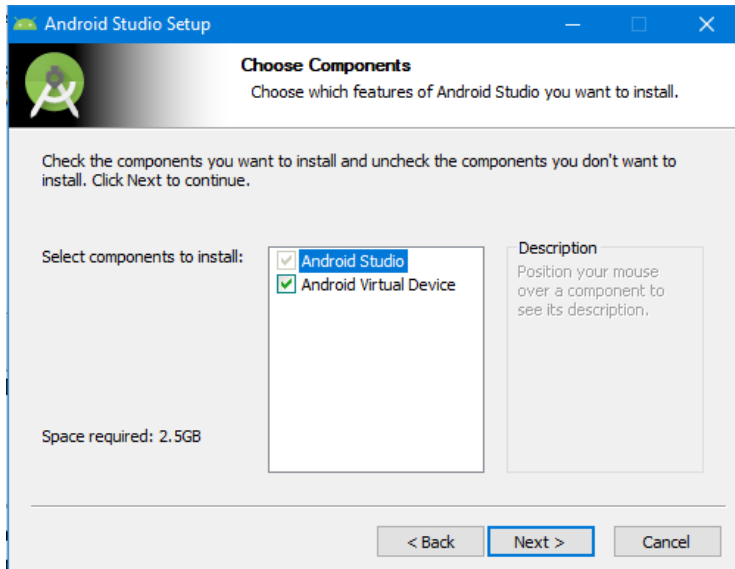 Android Studio Setup
Choose Components
Choose which features of Android Studio you want to install.
Check the components you want to install and uncheck the components you don't want to
install. Click Next to continue.
Select components to install:
Android Studio
Android Virtual Device
Description
Position your mouse
over a component to
see its description.
Space required: 2.5GB
< Back
Next >
Cancel